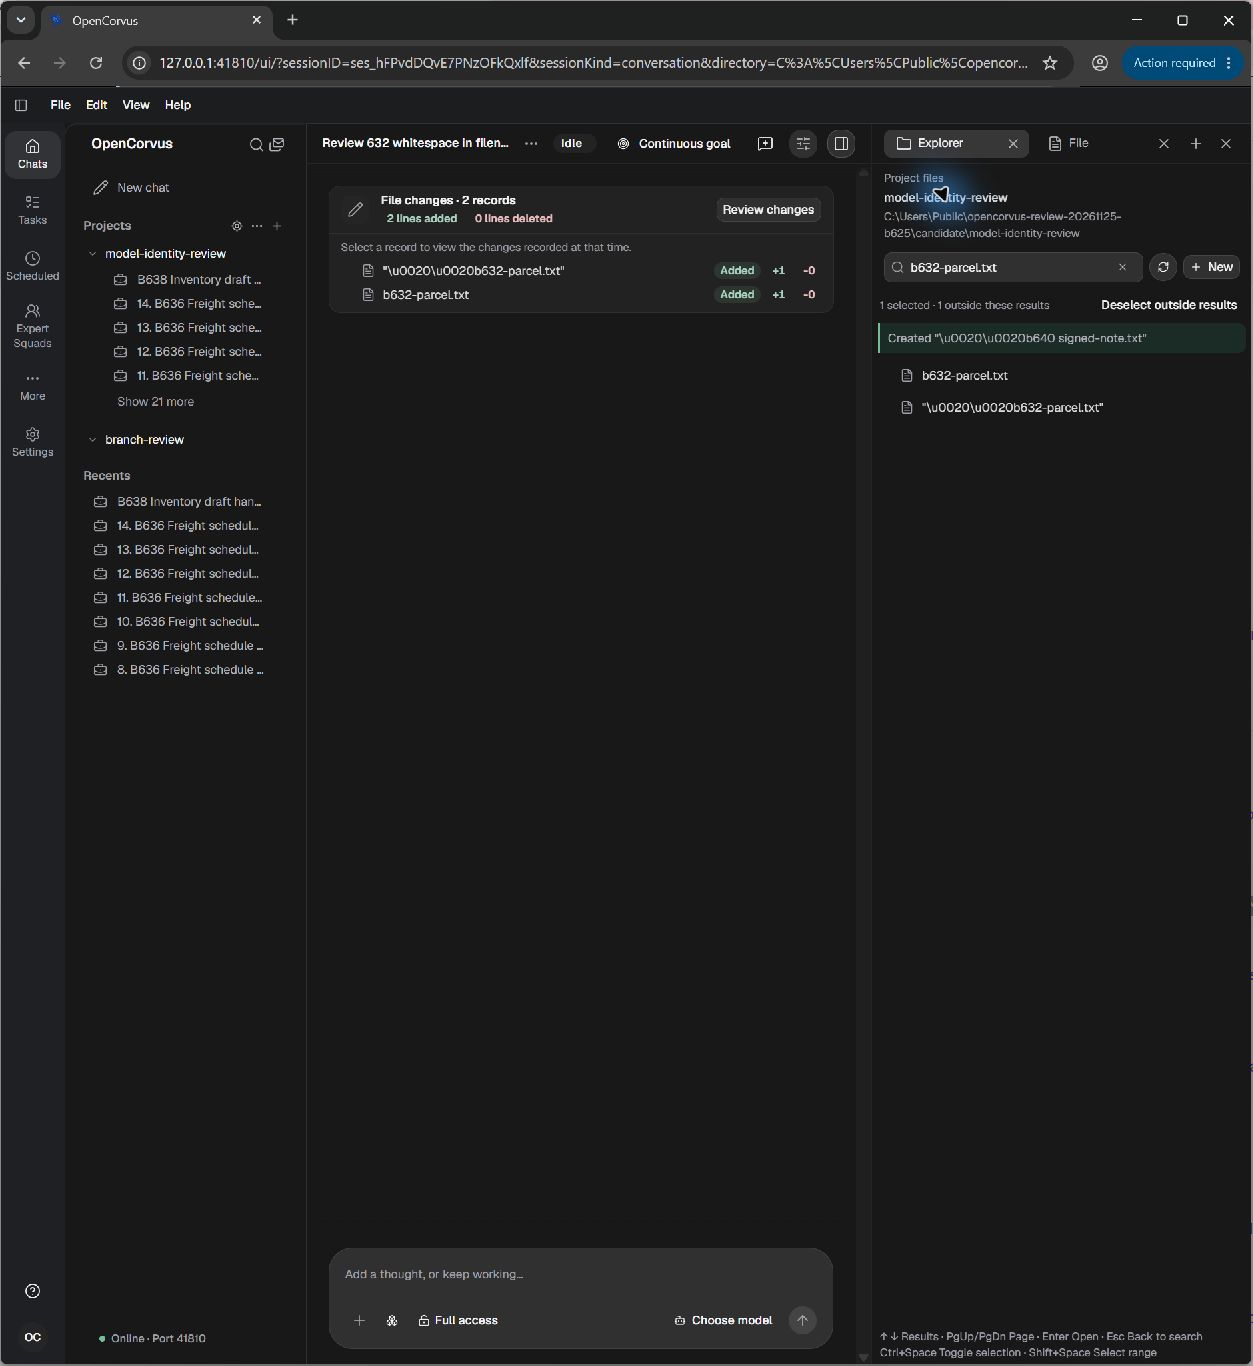 OpenCorvus
127.0.0.1:41810/ui/?sessionID=ses_hFPvdDQvE7PNzOFkQxlf&sessionKind=conversation&directory=C%3A%5CUsers%5CPublic%5Copencor...
Action required
File Edit View Help
Chats
Tasks
Scheduled
Expert
Squads
More
Settings
OC
OpenCorvus
New chat
Projects
model-identity-review
B638 Inventory draft ...
14. B636 Freight sche...
13. B636 Freight sche...
12. B636 Freight sche...
11. B636 Freight sche...
Show 21 more
branch-review
Recents
B638 Inventory draft han...
14. B636 Freight schedul...
13. B636 Freight schedul...
12. B636 Freight schedul...
11. B636 Freight schedule...
10. B636 Freight schedul...
9. B636 Freight schedule ...
8. B636 Freight schedule ...
Online · Port 41810
Review 632 whitespace in filen... ··· Idle Continuous goal
File changes · 2 records
2 lines added 0 lines deleted
Review changes
Select a record to view the changes recorded at that time.
"\u0020\u0020b632-parcel.txt" Added +1 -0
b632-parcel.txt Added +1 -0
Add a thought, or keep working...
Full access
Choose model
Explorer
File
Project files
model-identity-review
C:\Users\Public\opencorvus-review-20261125-
b625\candidate\model-identity-review
b632-parcel.txt
New
1 selected · 1 outside these results Deselect outside results
Created "\u0020\u0020b640 signed-note.txt"
b632-parcel.txt
"\u0020\u0020b632-parcel.txt"
↑ ↓ Results · PgUp/PgDn Page · Enter Open · Esc Back to search
Ctrl+Space Toggle selection · Shift+Space Select range